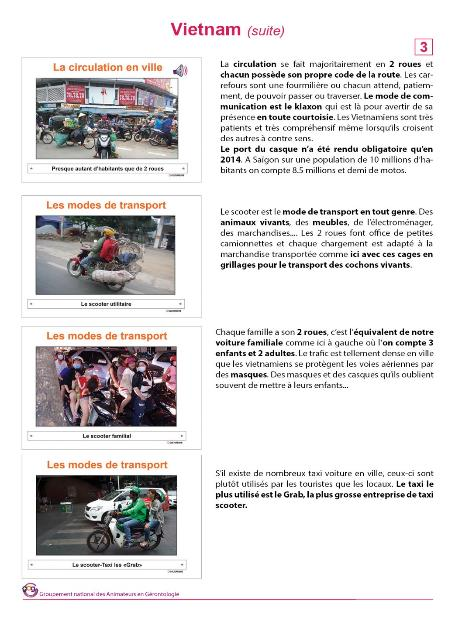 Vietnam (suite)
3
La circulation en ville
Presque autant d'habitants que de 2 roues
La circulation se fait majoritairement en 2 roues et
chacun possède son propre code de la route. Les car-
refours sont une fourmilière ou chacun attend, patiem-
ment, de pouvoir passer ou traverser. Le mode de com-
munication est le klaxon qui est là pour avertir de sa
présence en toute courtoisie. Les Vietnamiens sont très
patients et très compréhensif même lorsqu'ils croisent
des autres à contre sens.
Le port du casque n'a été rendu obligatoire qu'en
2014. A Saïgon sur une population de 10 millions d'ha-
bitants on compte 8.5 millions et demi de motos.
Les modes de transport
Le scooter utilitaire
Le scooter est le mode de transport en tout genre. Des
animaux vivants, des meubles, de l'électroménager,
des marchandises.... Les 2 roues font office de petites
camionnettes et chaque chargement est adapté à la
marchandise transportée comme ici avec ces cages en
grillages pour le transport des cochons vivants.
Les modes de transport
Le scooter familial
Chaque famille a son 2 roues, c'est l'équivalent de notre
voiture familiale comme ici à gauche où l'on compte 3
enfants et 2 adultes. Le trafic est tellement dense en ville
que les vietnamiens se protègent les voies aériennes par
des masques. Des masques et des casques qu'ils oublient
souvent de mettre à leurs enfants...
Les modes de transport
Le scooter-Taxi les «Grab»
S'il existe de nombreux taxi voiture en ville, ceux-ci sont
plutôt utilisés par les touristes que les locaux. Le taxi le
plus utilisé est le Grab, la plus grosse entreprise de taxi
scooter.
Groupement national des Animateurs en Gérontologie